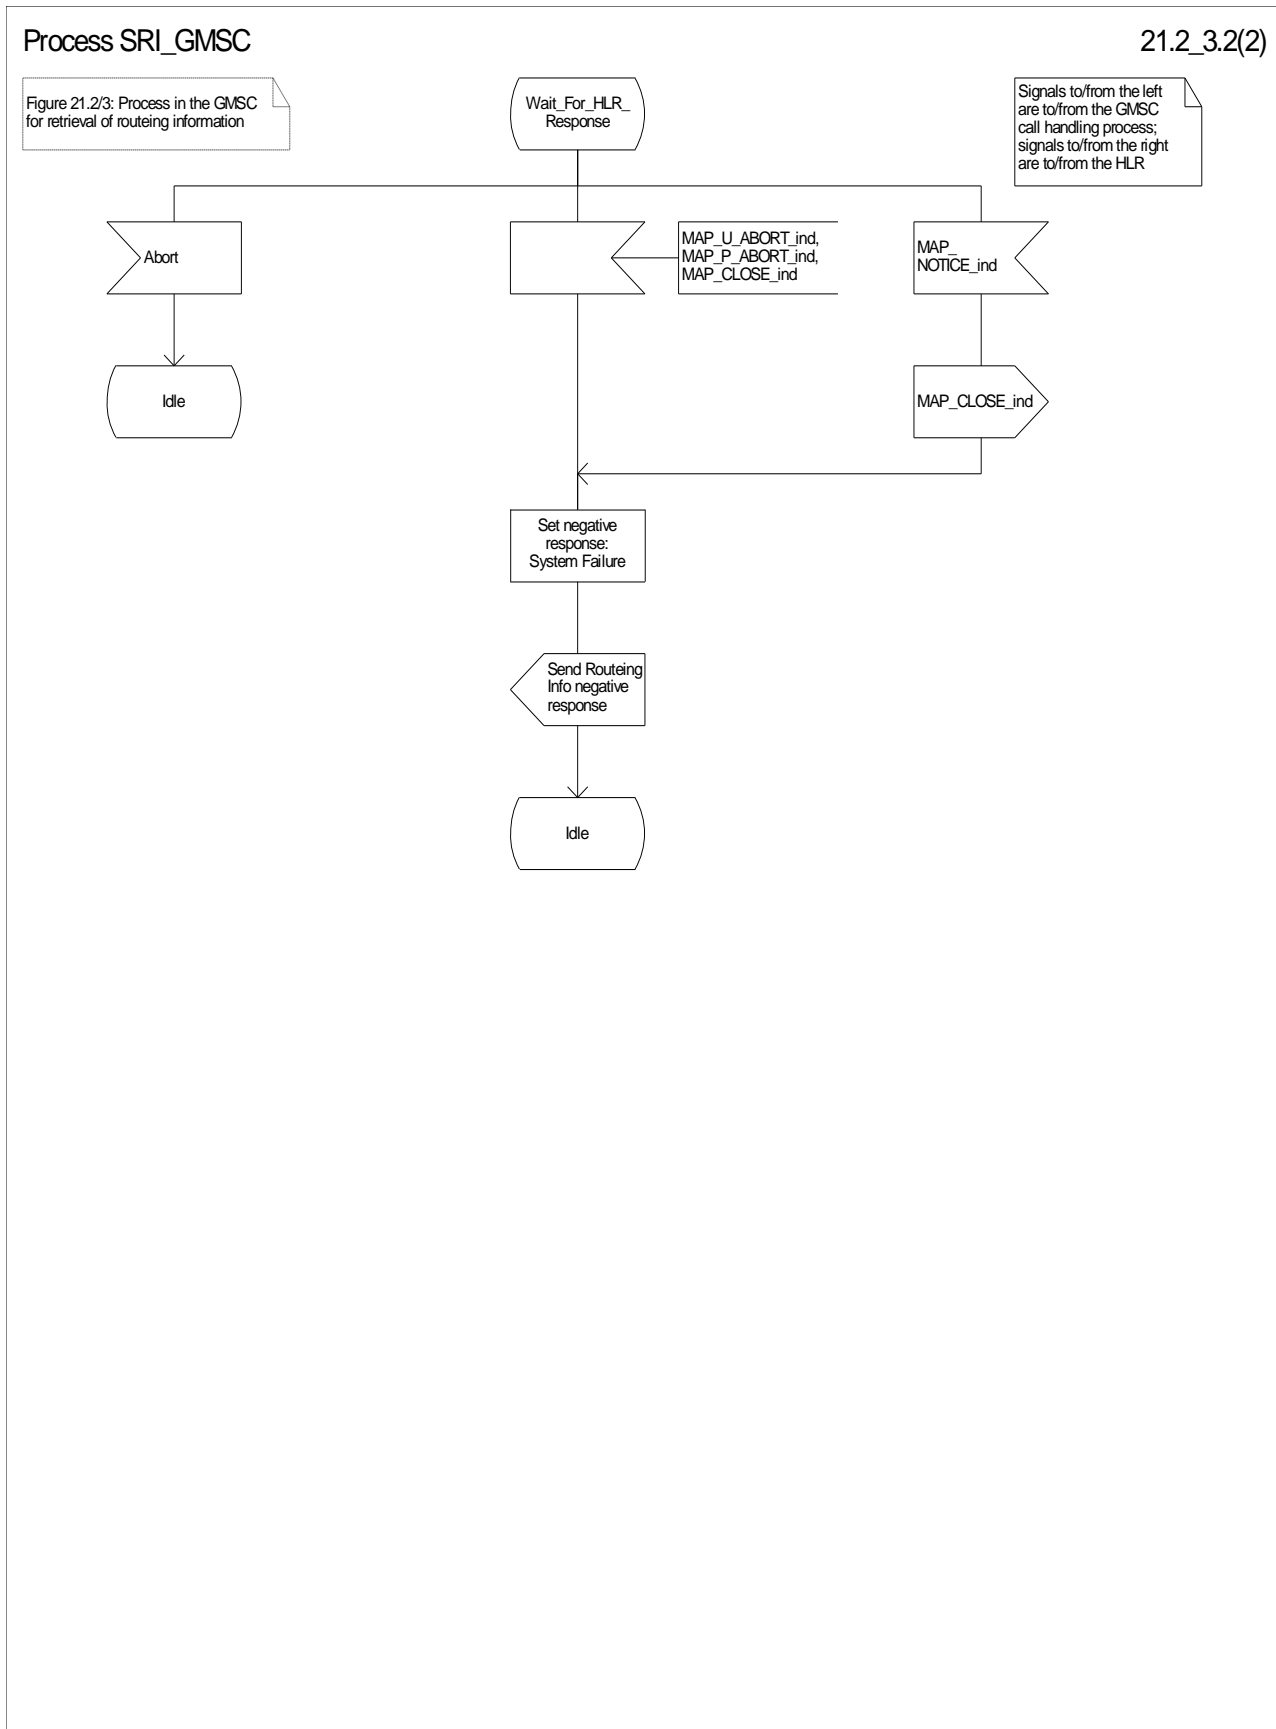 Process SRI_GMSC
21.2_3.2(2)
Figure 21.2/3: Process in the GMSC
for retrieval of routeing information
Wait_For_HLR_
Response
Signals to/from the left
are to/from the GMSC
call handling process;
signals to/from the right
are to/from the HLR
Abort
MAP_U_ABORT_ind,
MAP_P_ABORT_ind,
MAP_CLOSE_ind
MAP_
NOTICE_ind
Idle
MAP_CLOSE_ind
Set negative
response:
System Failure
Send Routeing
Info negative
response
Idle